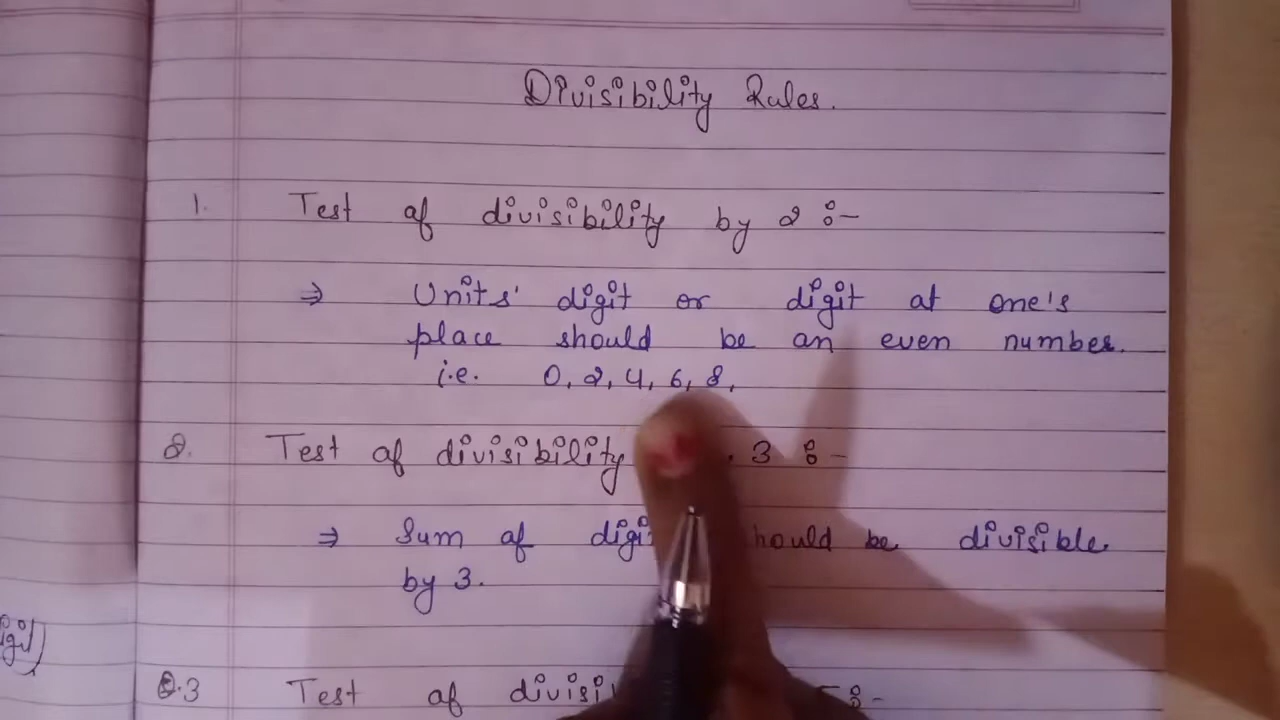 Divisibility Rules.
1. Test of divisibility by 2 :-
⇒ Units' digit or digit at one's
place should be an even number.
i.e. 0, 2, 4, 6, 8,
2. Test of divisibility 3 :-
⇒ Sum of should be divisible
by 3.
Q.3 Test of :-